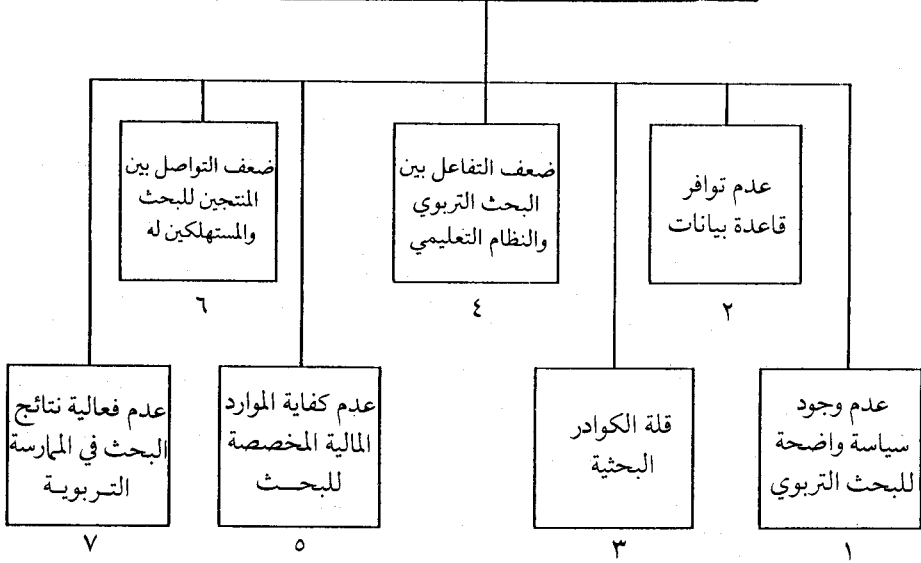 عدم وجود
سياسة واضحة
للبحث التربوي
١
عدم توافر
قاعدة بيانات
٢
قلة الكوادر
البحثية
٣
ضعف التفاعل بين
البحث التربوي
والنظام التعليمي
٤
عدم كفاية الموارد
المالية المخصصة
للبحـــث
٥
ضعف التواصل بين
المنتجين للبحث
والمستهلكين له
٦
عدم فعالية نتائج
البحث في الممارسة
التــربويــة
٧